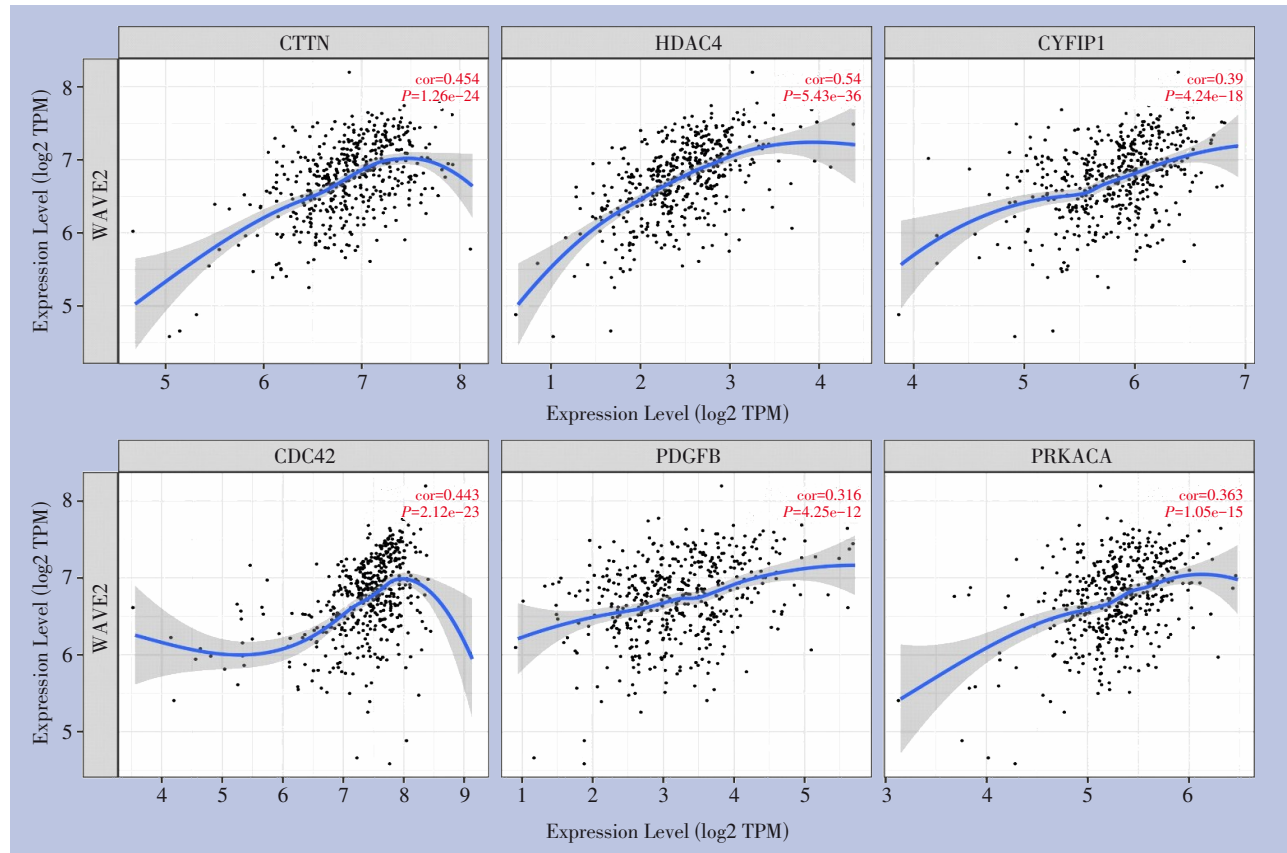 CTTN
HDAC4
CYFIP1
WAVE2
Expression Level (log2 TPM)
8
7
6
5
cor=0.454
P=1.26e−24
cor=0.54
P=5.43e−36
cor=0.39
P=4.24e−18
5 6 7 8
1 2 3 4
4 5 6 7
Expression Level (log2 TPM)
CDC42
PDGFB
PRKACA
WAVE2
Expression Level (log2 TPM)
8
7
6
5
cor=0.443
P=2.12e−23
cor=0.316
P=4.25e−12
cor=0.363
P=1.05e−15
4 5 6 7 8 9
1 2 3 4 5
3 4 5 6
Expression Level (log2 TPM)